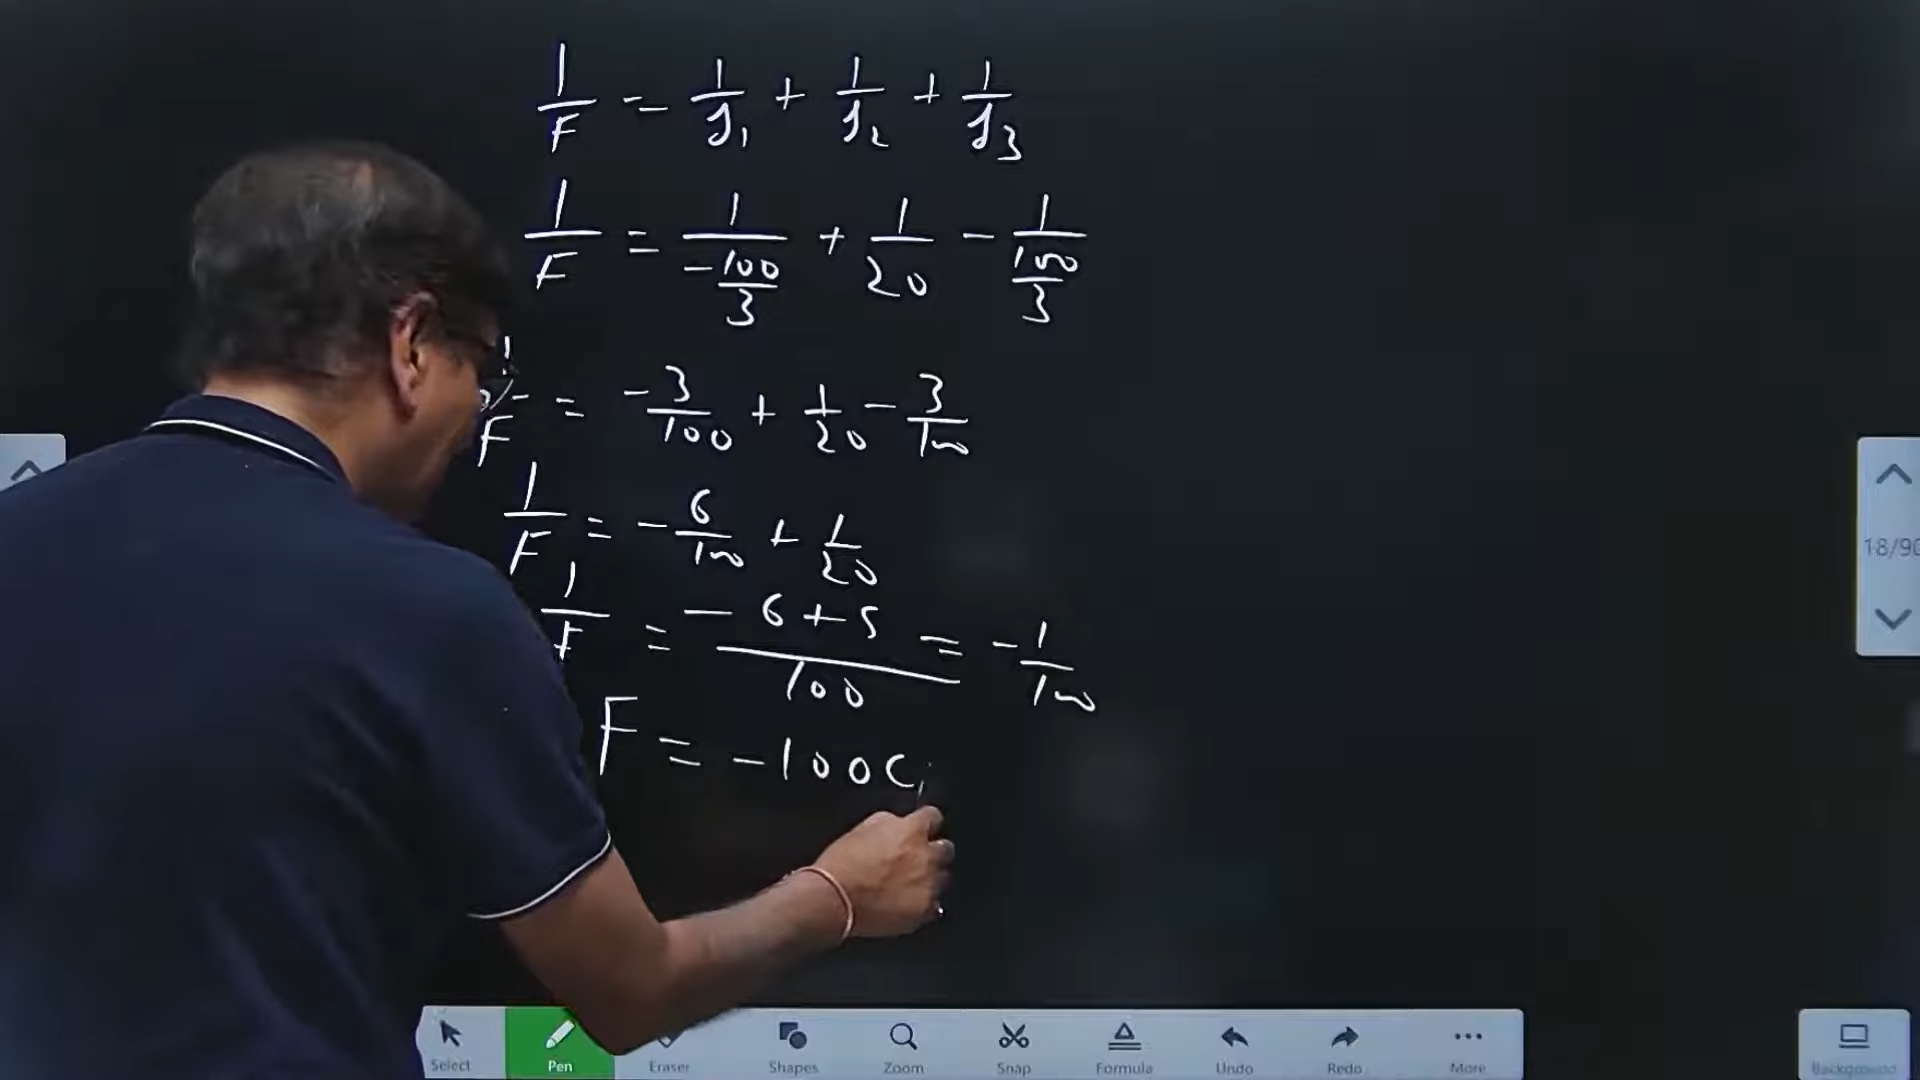 1/F = 1/f₁ + 1/f₂ + 1/f₃
1/F = 1/(-100/3) + 1/20 - 1/(100/3)
1/F = -3/100 + 1/20 - 3/100
1/F = -6/100 + 1/20
1/F = (-6+5)/100 = -1/100
F = -100c
18/90
Select Pen Eraser Shapes Zoom Snap Formula Undo Redo More Background